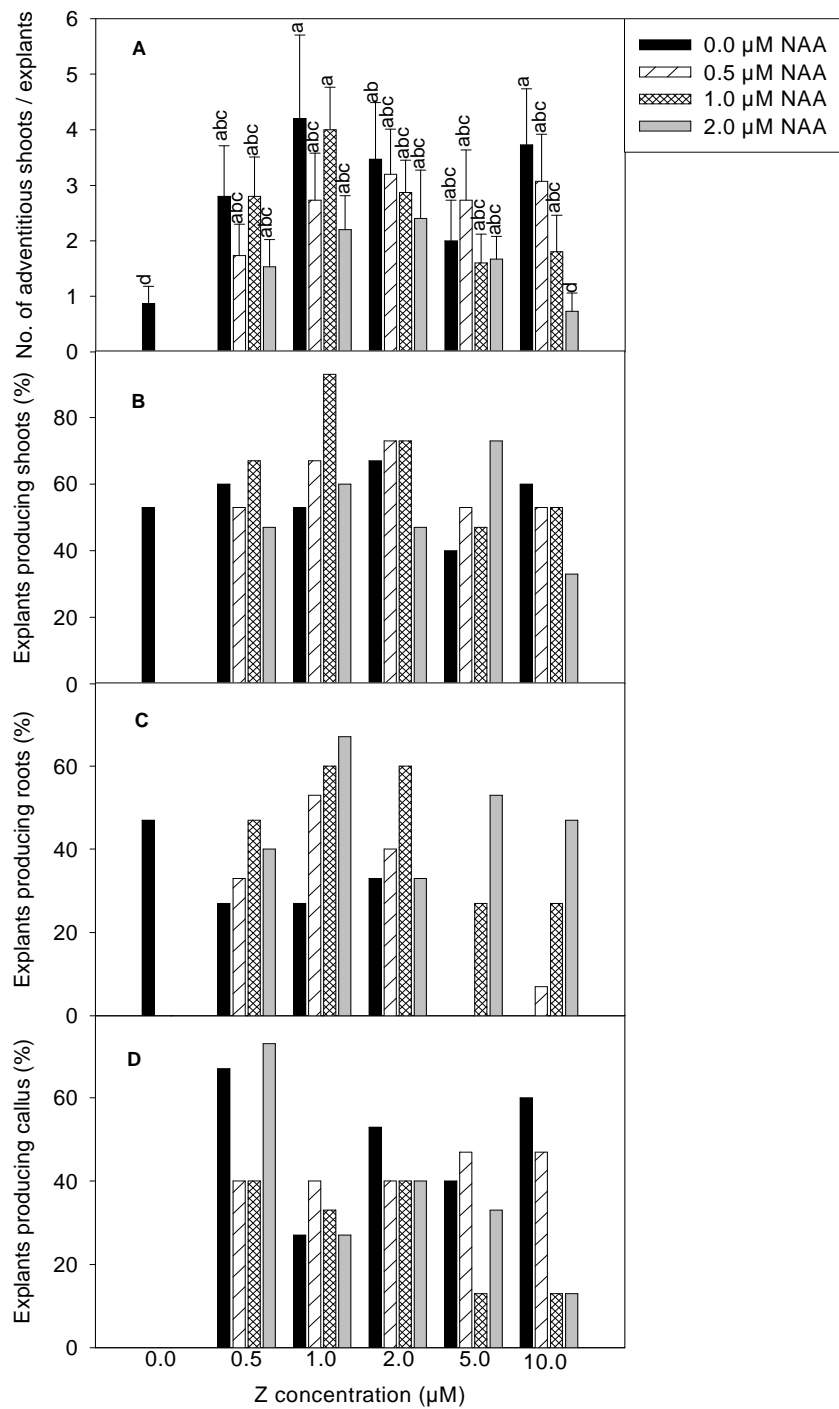 0.0 µM NAA
0.5 µM NAA
1.0 µM NAA
2.0 µM NAA
No. of adventitious shoots / explants
6
5
4
3
2
1
0
A
d
abc
abc
abc
abc
a
abc
a
abc
ab
abc
abc
abc
abc
abc
abc
abc
a
abc
abc
d
Explants producing shoots (%)
80
60
40
20
0
B
Explants producing roots (%)
60
40
20
0
C
Explants producing callus (%)
60
40
20
0
D
0.0 0.5 1.0 2.0 5.0 10.0
Z concentration (µM)